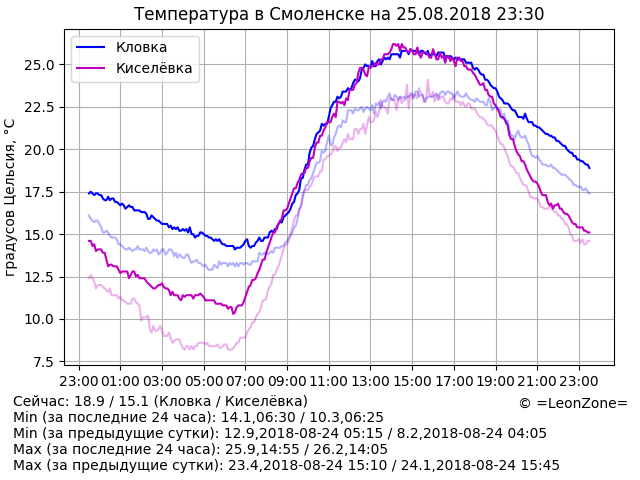 Температура в Смоленске на 25.08.2018 23:30
Кловка
Киселёвка
градусов Цельсия, °C
25.0
22.5
20.0
17.5
15.0
12.5
10.0
7.5
23:00 01:00 03:00 05:00 07:00 09:00 11:00 13:00 15:00 17:00 19:00 21:00 23:00
Сейчас: 18.9 / 15.1 (Кловка / Киселёвка)
© =LeonZone=
Min (за последние 24 часа): 14.1,06:30 / 10.3,06:25
Min (за предыдущие сутки): 12.9,2018-08-24 05:15 / 8.2,2018-08-24 04:05
Max (за последние 24 часа): 25.9,14:55 / 26.2,14:05
Max (за предыдущие сутки): 23.4,2018-08-24 15:10 / 24.1,2018-08-24 15:45